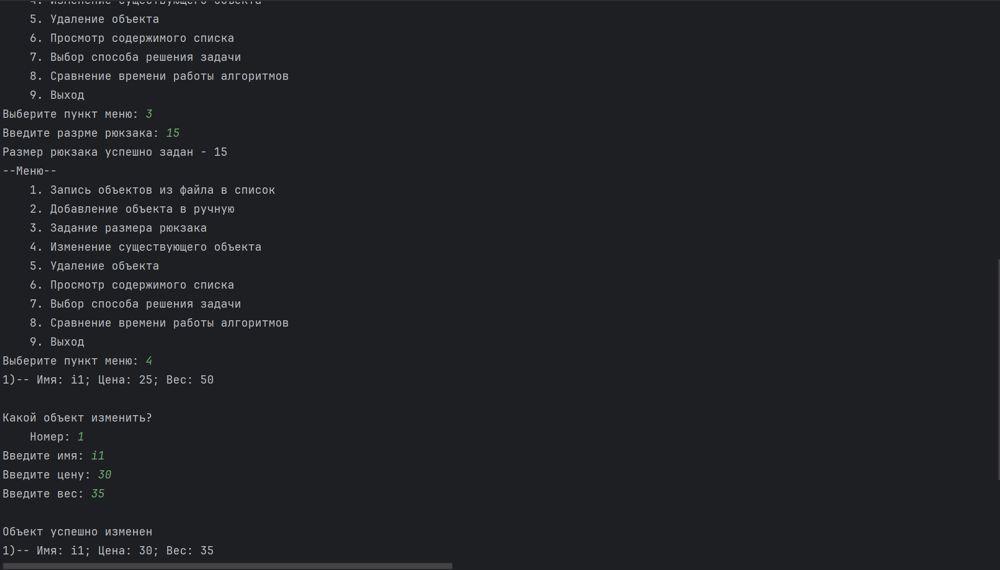 4. Изменение существующего объекта
5. Удаление объекта
6. Просмотр содержимого списка
7. Выбор способа решения задачи
8. Сравнение времени работы алгоритмов
9. Выход
Выберите пункт меню: 3
Введите разрме рюкзака: 15
Размер рюкзака успешно задан - 15
--Меню--
1. Запись объектов из файла в список
2. Добавление объекта в ручную
3. Задание размера рюкзака
4. Изменение существующего объекта
5. Удаление объекта
6. Просмотр содержимого списка
7. Выбор способа решения задачи
8. Сравнение времени работы алгоритмов
9. Выход
Выберите пункт меню: 4
1)-- Имя: i1; Цена: 25; Вес: 50
Какой объект изменить?
Номер: 1
Введите имя: i1
Введите цену: 30
Введите вес: 35
Объект успешно изменен
1)-- Имя: i1; Цена: 30; Вес: 35